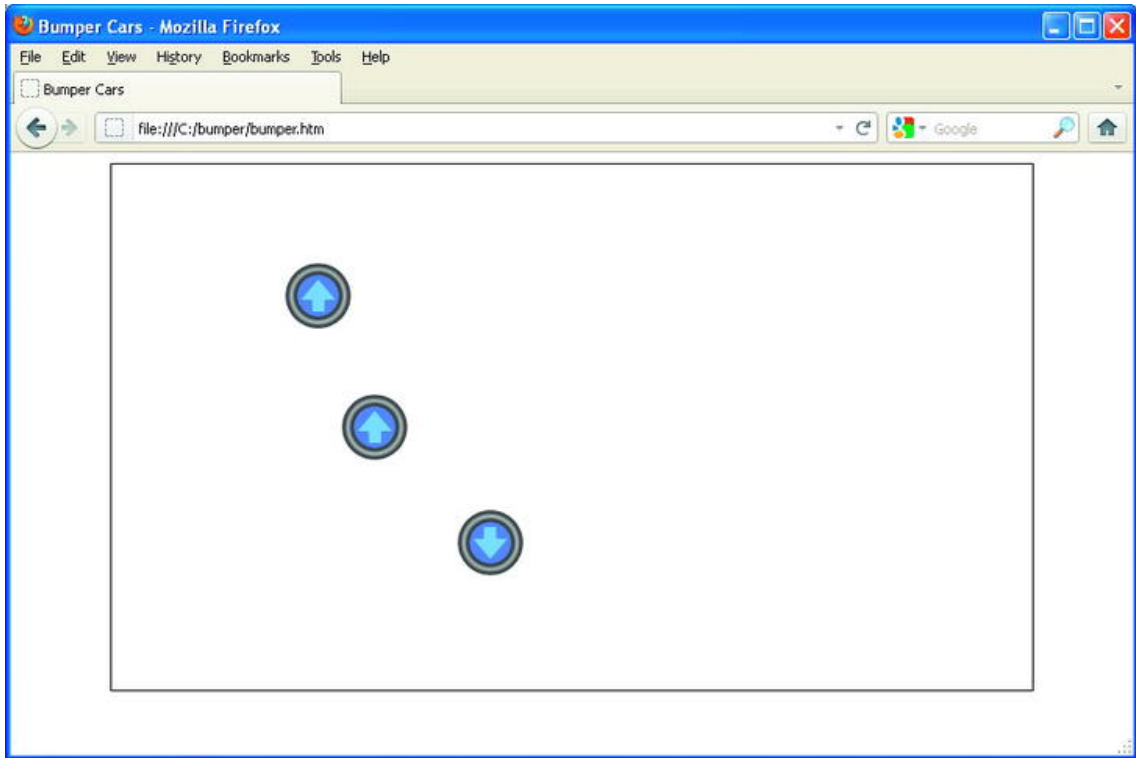 Bumper Cars - Mozilla Firefox
File Edit View History Bookmarks Tools Help
Bumper Cars
file:///C:/bumper/bumper.htm Google